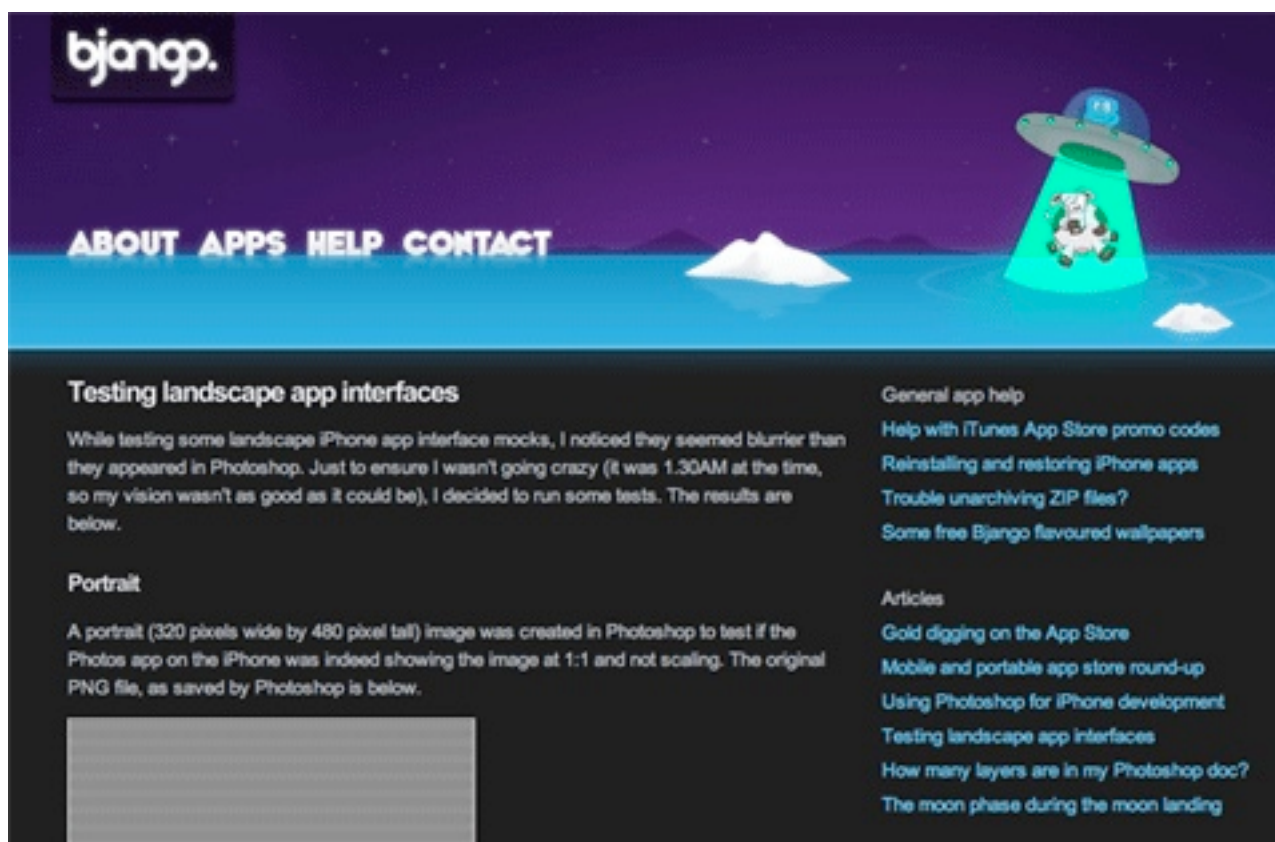 bjango.
ABOUT APPS HELP CONTACT
Testing landscape app interfaces
While testing some landscape iPhone app interface mocks, I noticed they seemed blurrier than
they appeared in Photoshop. Just to ensure I wasn't going crazy (it was 1.30AM at the time,
so my vision wasn't as good as it could be), I decided to run some tests. The results are
below.
Portrait
A portrait (320 pixels wide by 480 pixel tall) image was created in Photoshop to test if the
Photos app on the iPhone was indeed showing the image at 1:1 and not scaling. The original
PNG file, as saved by Photoshop is below.
General app help
Help with iTunes App Store promo codes
Reinstalling and restoring iPhone apps
Trouble unarchiving ZIP files?
Some free Bjango flavoured wallpapers
Articles
Gold digging on the App Store
Mobile and portable app store round-up
Using Photoshop for iPhone development
Testing landscape app interfaces
How many layers are in my Photoshop doc?
The moon phase during the moon landing